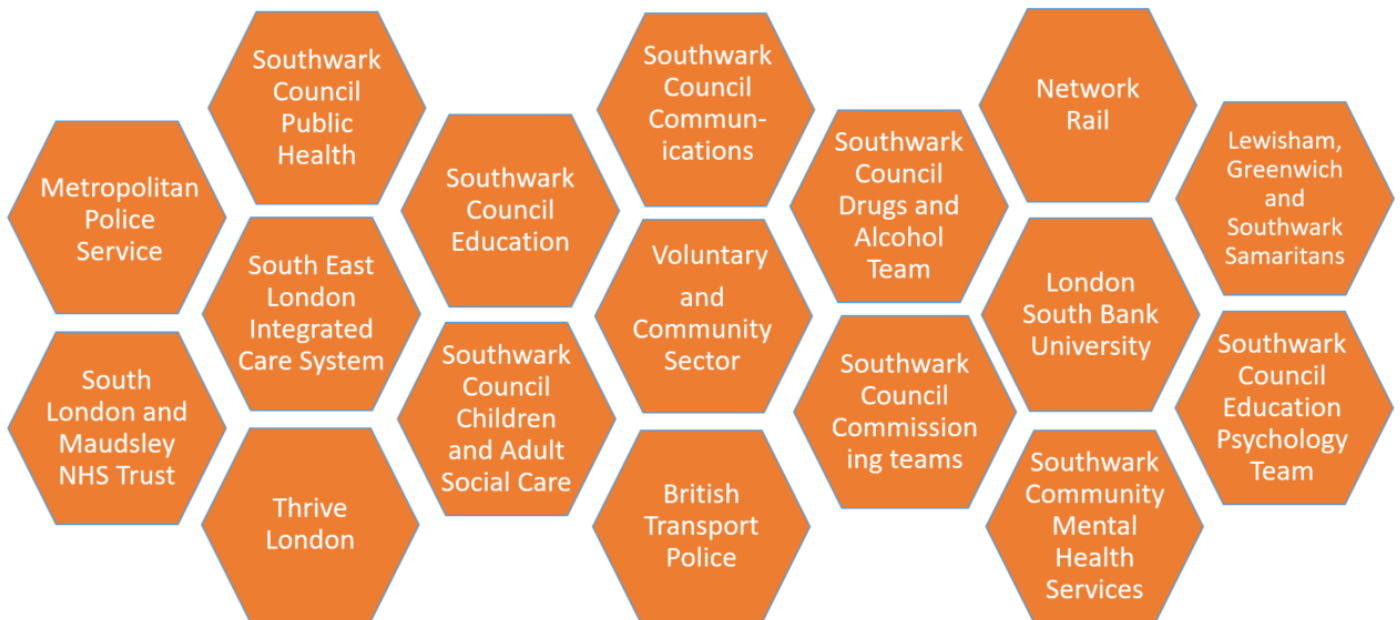 Southwark
Council
Public
Health
Southwark
Council
Commun-
ications
Network
Rail
Metropolitan
Police
Service
Southwark
Council
Education
Southwark
Council
Drugs and
Alcohol
Team
Lewisham,
Greenwich
and
Southwark
Samaritans
South East
London
Integrated
Care System
Voluntary
and
Community
Sector
London
South Bank
University
South
London and
Maudsley
NHS Trust
Southwark
Council
Children
and Adult
Social Care
Southwark
Council
Commission
ing teams
Southwark
Council
Education
Psychology
Team
Thrive
London
British
Transport
Police
Southwark
Community
Mental
Health
Services